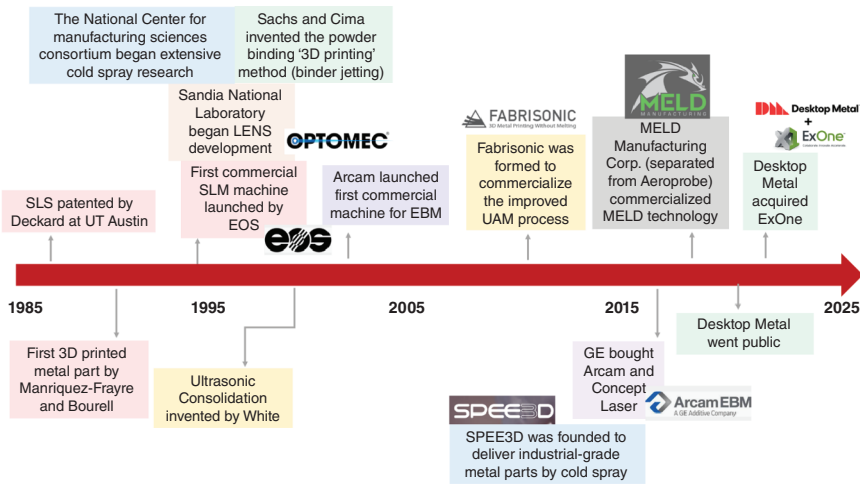 The National Center for
manufacturing sciences
consortium began extensive
cold spray research
Sachs and Cima
invented the powder
binding ‘3D printing’
method (binder jetting)
Sandia National
Laboratory
began LENS
development
OPTOMEC®
First commercial
SLM machine
launched by
EOS
eos
SLS patented by
Deckard at UT Austin
Arcam launched
first commercial
machine for EBM
FABRISONIC
3D Metal Printing Without Melting
Fabrisonic was
formed to
commercialize
the improved
UAM process
MELD
MANUFACTURING
MELD
Manufacturing
Corp. (separated
from Aeroprobe)
commercialized
MELD technology
DM Desktop Metal
+
ExOne
Desktop
Metal
acquired
ExOne
1985
1995
2005
2015
2025
First 3D printed
metal part by
Manriquez-Frayre
and Bourell
Ultrasonic
Consolidation
invented by White
GE bought
Arcam and
Concept
Laser
Arcam EBM
A GE Additive Company
Desktop Metal
went public
SPEE3D
SPEE3D was founded to
deliver industrial-grade
metal parts by cold spray